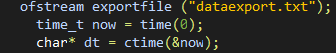 ofstream exportfile ("dataexport.txt");
time_t now = time(0);
char* dt = ctime(&now);